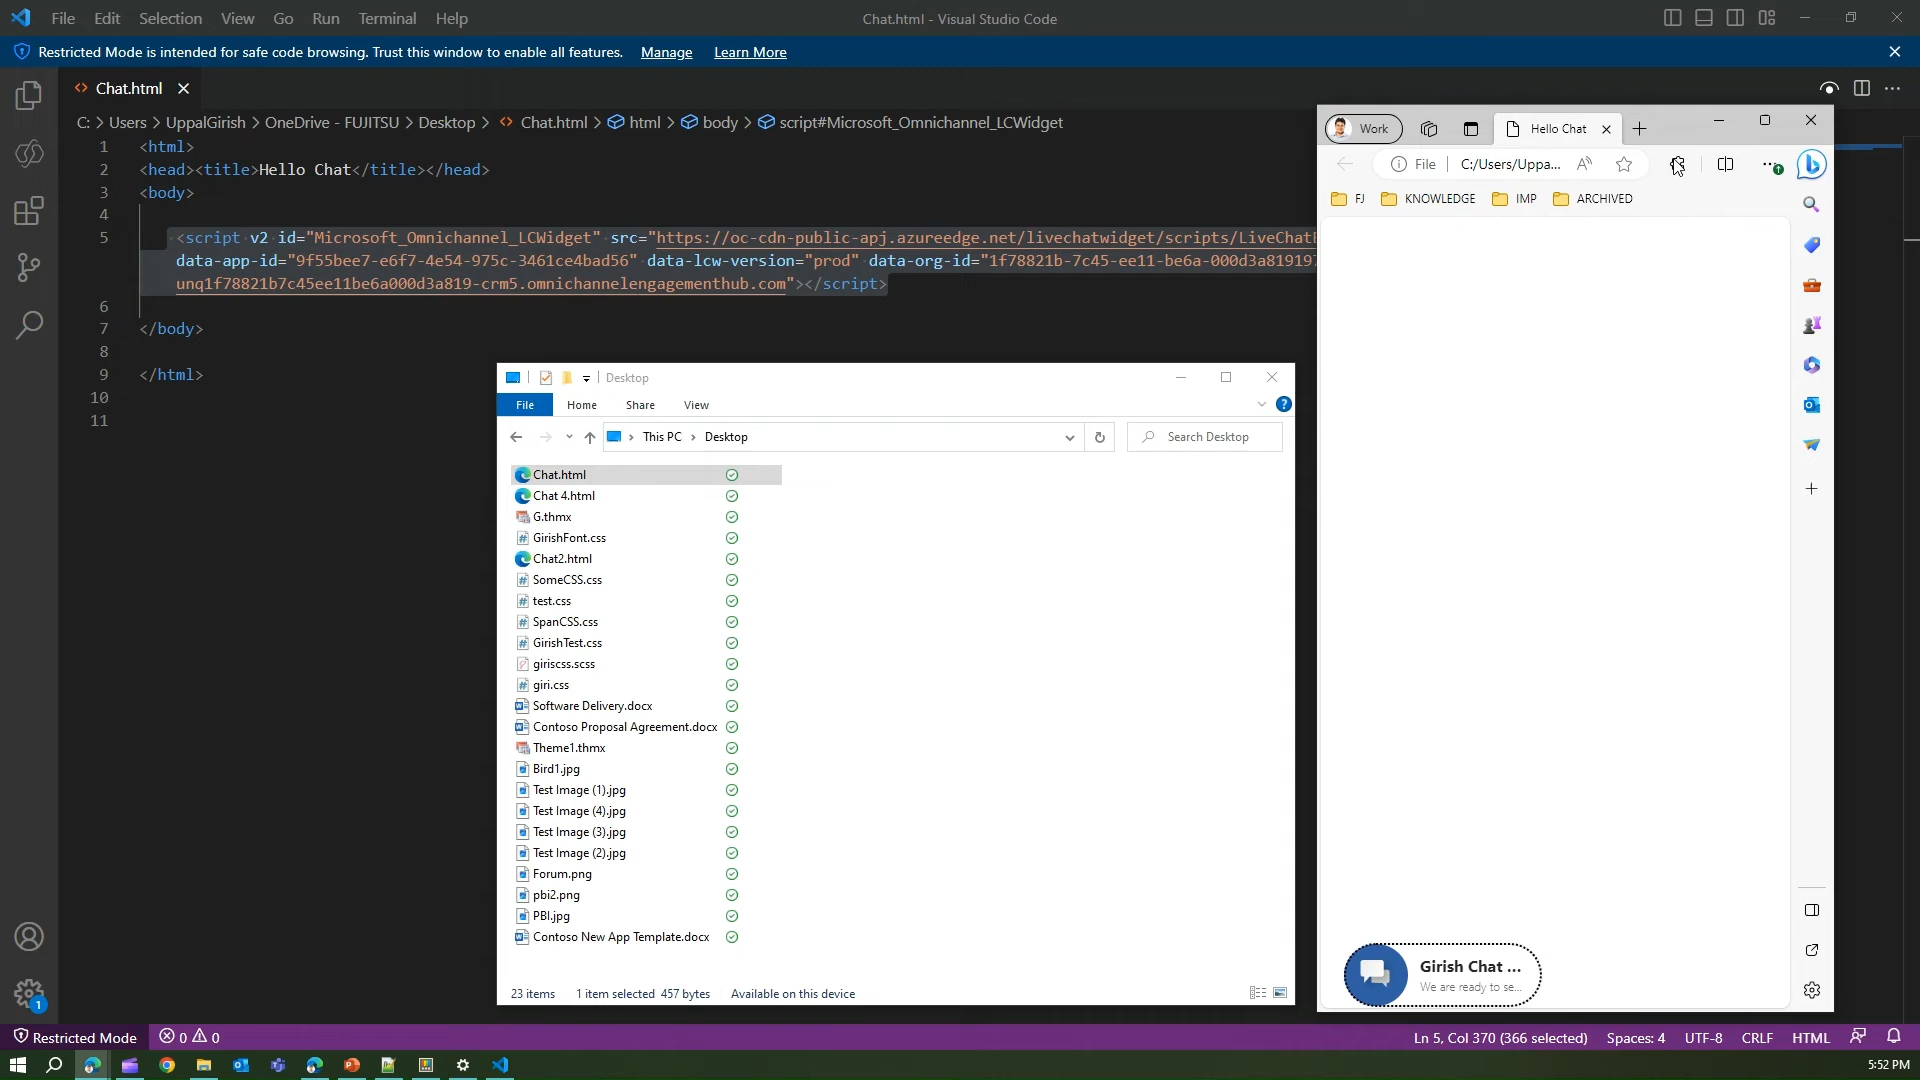 File Edit Selection View Go Run Terminal Help
Chat.html - Visual Studio Code
Restricted Mode is intended for safe code browsing. Trust this window to enable all features. Manage Learn More
Chat.html
C: > Users > UppalGirish > OneDrive - FUJITSU > Desktop > Chat.html > html > body > script#Microsoft_Omnichannel_LCWidget
1 <html>
2 <head><title>Hello Chat</title></head>
3 <body>
4
5 <script v2 id="Microsoft_Omnichannel_LCWidget" src="https://oc-cdn-public-apj.azureedge.net/livechatwidget/scripts/LiveChatB
data-app-id="9f55bee7-e6f7-4e54-975c-3461ce4bad56" data-lcw-version="prod" data-org-id="1f78821b-7c45-ee11-be6a-000d3a819197
unq1f78821b7c45ee11be6a000d3a819-crm5.omnichannelengagementhub.com"></script>
6
7 </body>
8
9 </html>
10
11
Work
Hello Chat
File C:/Users/Uppa...
FJ KNOWLEDGE IMP ARCHIVED
Girish Chat ...
We are ready to se...
Desktop
File Home Share View
This PC > Desktop
Search Desktop
Chat.html
Chat 4.html
G.thmx
GirishFont.css
Chat2.html
SomeCSS.css
test.css
SpanCSS.css
GirishTest.css
giriscss.scss
giri.css
Software Delivery.docx
Contoso Proposal Agreement.docx
Theme1.thmx
Bird1.jpg
Test Image (1).jpg
Test Image (4).jpg
Test Image (3).jpg
Test Image (2).jpg
Forum.png
pbi2.png
PBI.jpg
Contoso New App Template.docx
23 items 1 item selected 457 bytes Available on this device
1
Restricted Mode 0 0
Ln 5, Col 370 (366 selected) Spaces: 4 UTF-8 CRLF HTML
5:52 PM